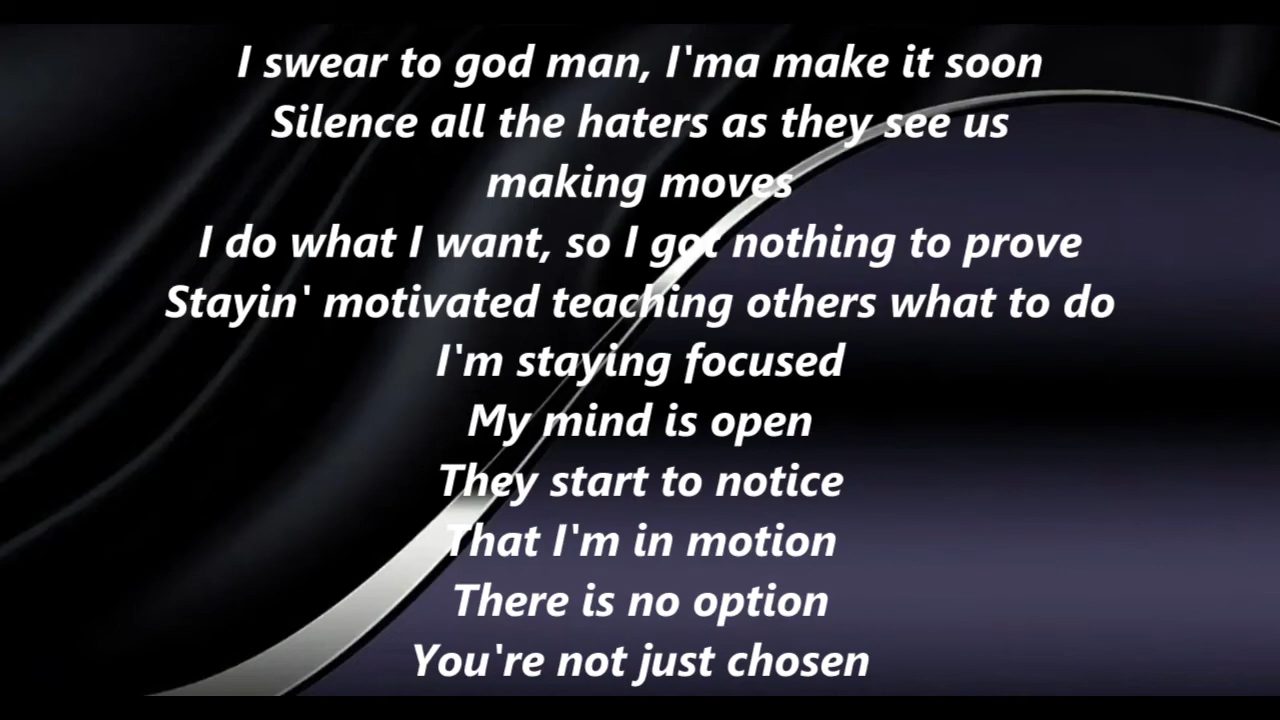 I swear to god man, I'ma make it soon
Silence all the haters as they see us
making moves
I do what I want, so I got nothing to prove
Stayin' motivated teaching others what to do
I'm staying focused
My mind is open
They start to notice
That I'm in motion
There is no option
You're not just chosen